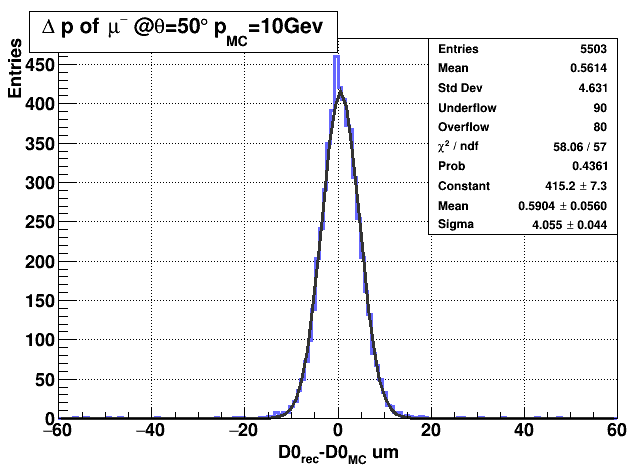 Δ p of μ⁻ @θ=50° p_MC=10Gev
Entries
Entries 5503
Mean 0.5614
Std Dev 4.631
Underflow 90
Overflow 80
χ² / ndf 58.06 / 57
Prob 0.4361
Constant 415.2 ± 7.3
Mean 0.5904 ± 0.0560
Sigma 4.055 ± 0.044
450
400
350
300
250
200
150
100
50
0
−60 −40 −20 0 20 40 60
D0_rec-D0_MC um